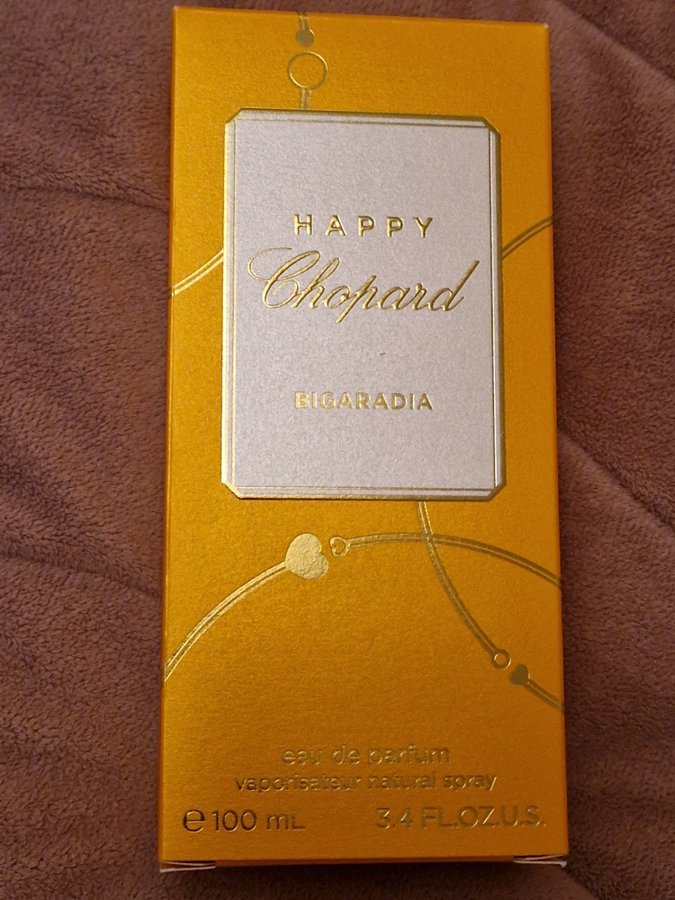 HAPPY
Chopard
BIGARADIA
eau de parfum
vaporisateur natural spray
℮ 100 mL 3.4 FL.OZ.U.S.